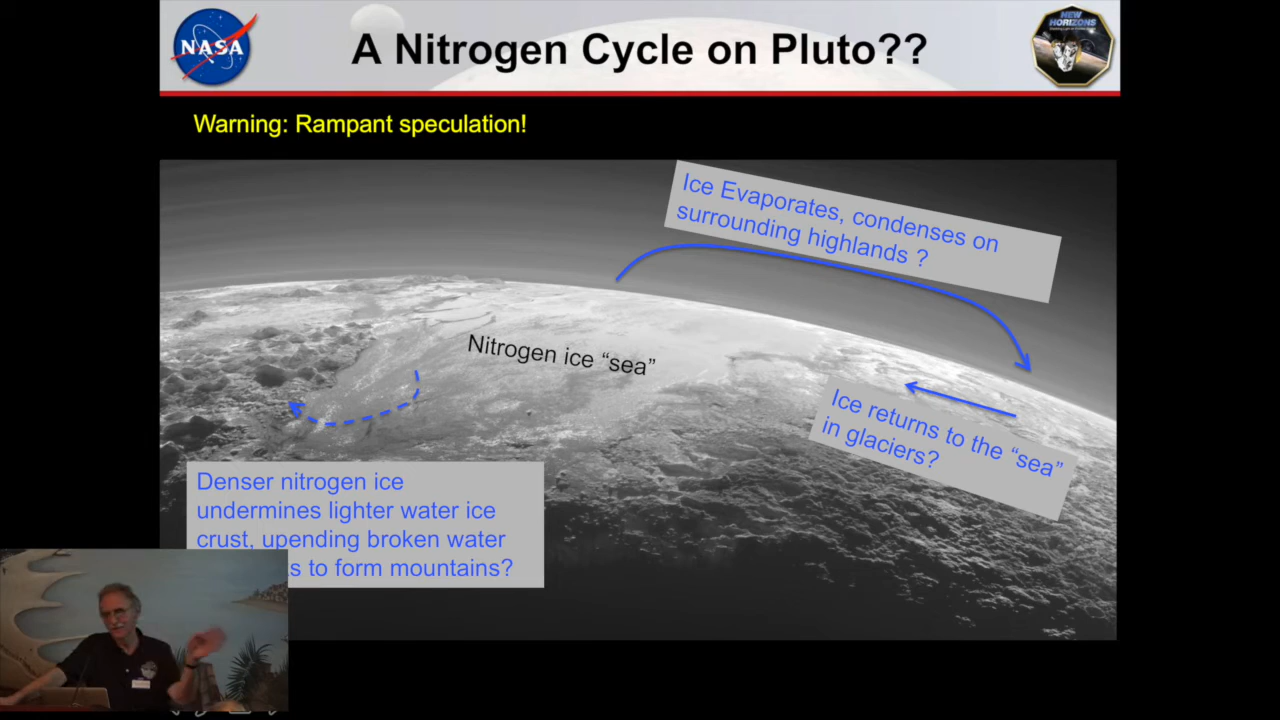 NASA
A Nitrogen Cycle on Pluto??
NEW
HORIZONS
Warning: Rampant speculation!
Ice Evaporates, condenses on
surrounding highlands ?
Nitrogen ice “sea”
Ice returns to the “sea”
in glaciers?
Denser nitrogen ice
undermines lighter water ice
crust, upending broken water
s to form mountains?